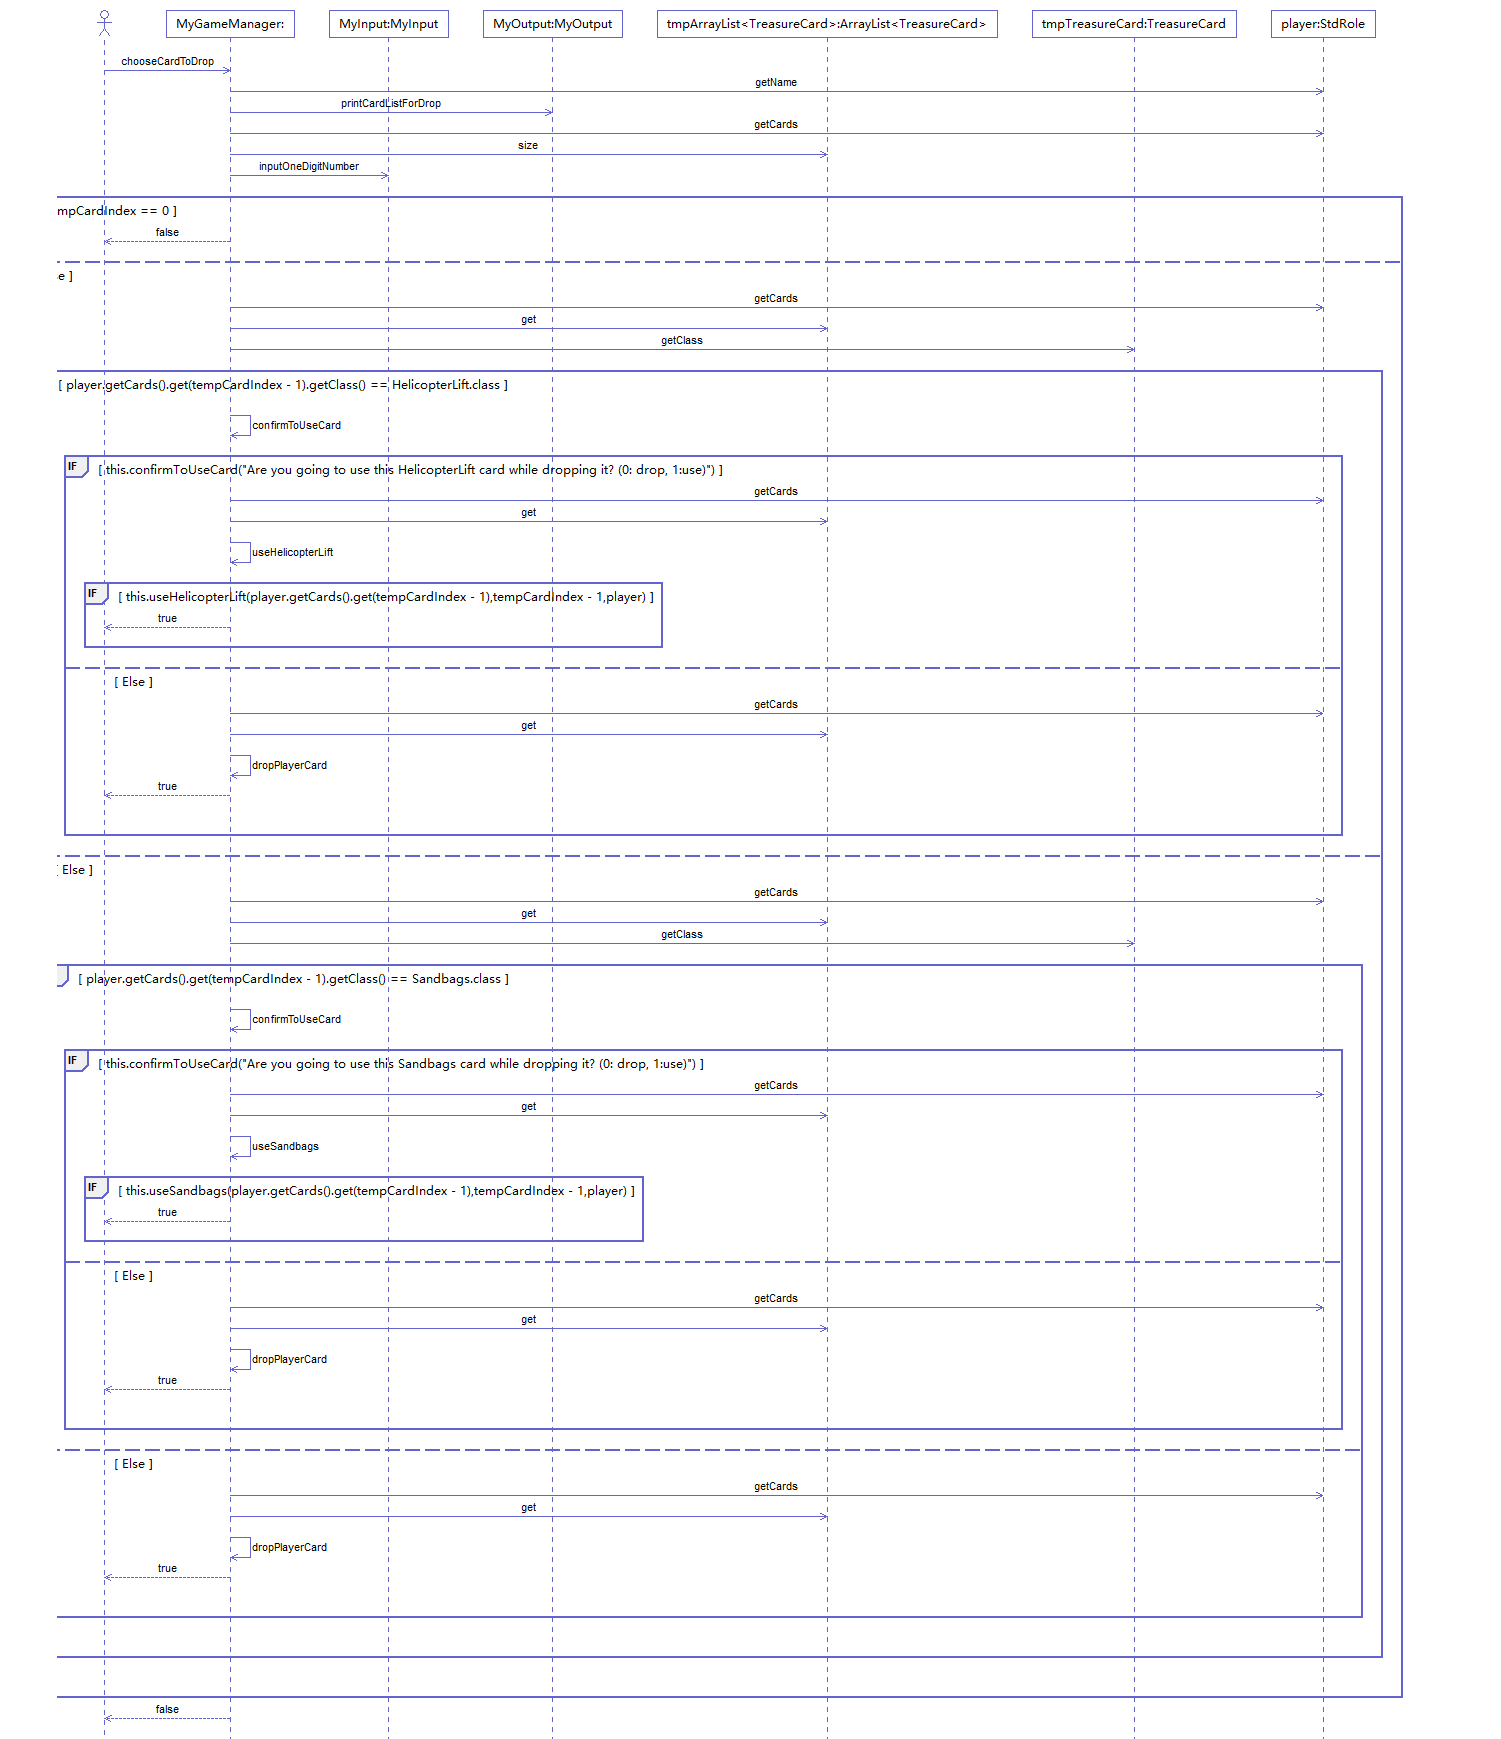 MyGameManager: MyInput:MyInput MyOutput:MyOutput tmpArrayList<TreasureCard>:ArrayList<TreasureCard> tmpTreasureCard:TreasureCard player:StdRole
chooseCardToDrop
getName
printCardListForDrop
getCards
size
inputOneDigitNumber
mpCardIndex == 0 ]
false
e ]
getCards
get
getClass
[ player.getCards().get(tempCardIndex - 1).getClass() == HelicopterLift.class ]
confirmToUseCard
IF [ this.confirmToUseCard("Are you going to use this HelicopterLift card while dropping it? (0: drop, 1:use)") ]
getCards
get
useHelicopterLift
IF [ this.useHelicopterLift(player.getCards().get(tempCardIndex - 1),tempCardIndex - 1,player) ]
true
[ Else ]
getCards
get
dropPlayerCard
true
[ Else ]
getCards
get
getClass
[ player.getCards().get(tempCardIndex - 1).getClass() == Sandbags.class ]
confirmToUseCard
IF [ this.confirmToUseCard("Are you going to use this Sandbags card while dropping it? (0: drop, 1:use)") ]
getCards
get
useSandbags
IF [ this.useSandbags(player.getCards().get(tempCardIndex - 1),tempCardIndex - 1,player) ]
true
[ Else ]
getCards
get
dropPlayerCard
true
[ Else ]
getCards
get
dropPlayerCard
true
false